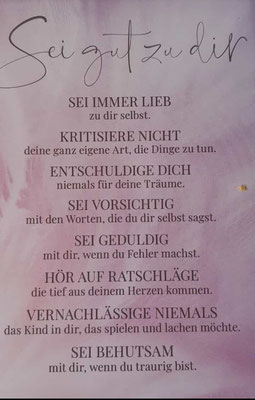 Sei gut zu dir
SEI IMMER LIEB
zu dir selbst.
KRITISIERE NICHT
deine ganz eigene Art, die Dinge zu tun.
ENTSCHULDIGE DICH
niemals für deine Träume.
SEI VORSICHTIG
mit den Worten, die du dir selbst sagst.
SEI GEDULDIG
mit dir, wenn du Fehler machst.
HÖR AUF RATSCHLÄGE
die tief aus deinem Herzen kommen.
VERNACHLÄSSIGE NIEMALS
das Kind in dir, das spielen und lachen möchte.
SEI BEHUTSAM
mit dir, wenn du traurig bist.